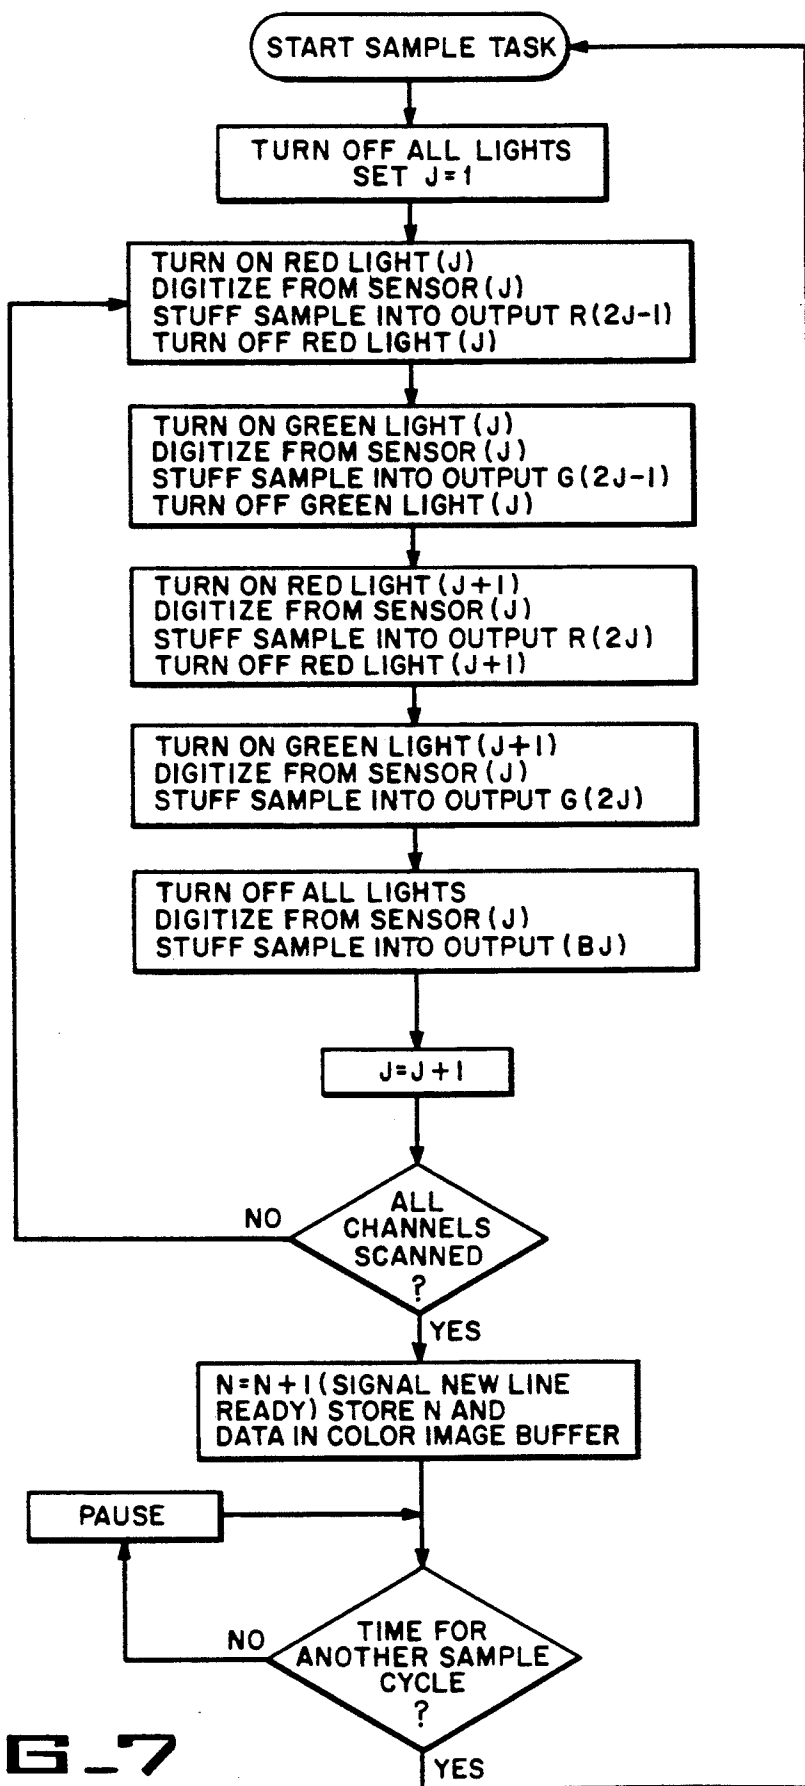 START SAMPLE TASK
TURN OFF ALL LIGHTS
SET J=1
TURN ON RED LIGHT (J)
DIGITIZE FROM SENSOR (J)
STUFF SAMPLE INTO OUTPUT R(2J-1)
TURN OFF RED LIGHT (J)
TURN ON GREEN LIGHT (J)
DIGITIZE FROM SENSOR (J)
STUFF SAMPLE INTO OUTPUT G(2J-1)
TURN OFF GREEN LIGHT (J)
TURN ON RED LIGHT (J+1)
DIGITIZE FROM SENSOR (J)
STUFF SAMPLE INTO OUTPUT R(2J)
TURN OFF RED LIGHT (J+1)
TURN ON GREEN LIGHT (J+1)
DIGITIZE FROM SENSOR (J)
STUFF SAMPLE INTO OUTPUT G(2J)
TURN OFF ALL LIGHTS
DIGITIZE FROM SENSOR (J)
STUFF SAMPLE INTO OUTPUT (BJ)
J=J+1
NO
ALL
CHANNELS
SCANNED
?
YES
N=N+1 (SIGNAL NEW LINE
READY) STORE N AND
DATA IN COLOR IMAGE BUFFER
PAUSE
NO
TIME FOR
ANOTHER SAMPLE
CYCLE
?
YES
G_7